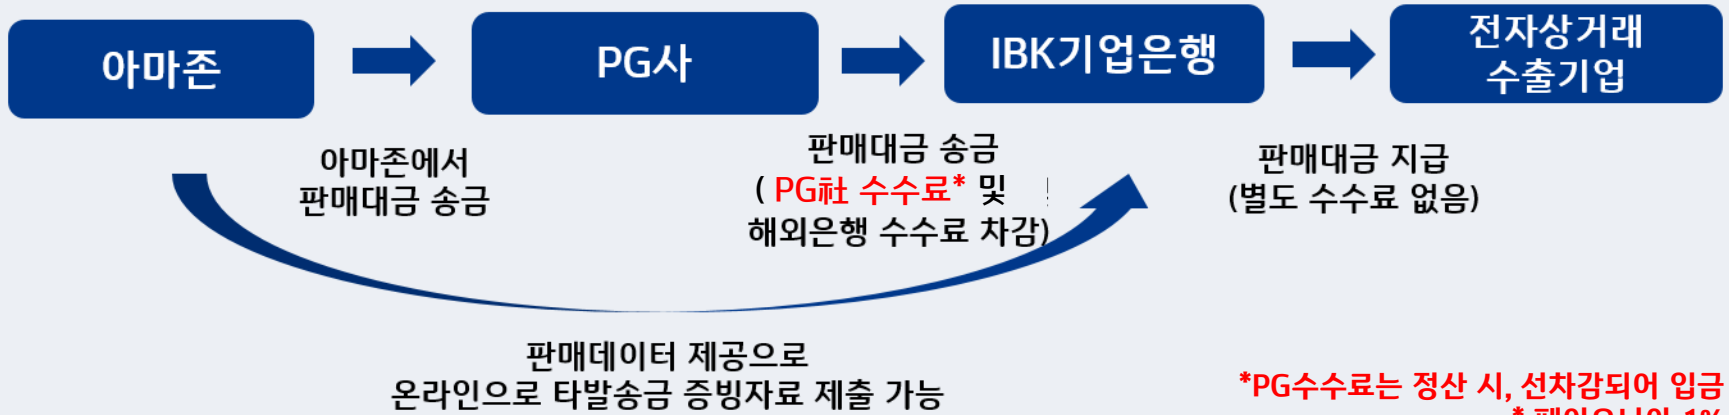 아마존
PG사
IBK기업은행
전자상거래
수출기업
아마존에서
판매대금 송금
판매대금 송금
( PG社 수수료* 및
해외은행 수수료 차감)
판매대금 지급
(별도 수수료 없음)
판매데이터 제공으로
온라인으로 타발송금 증빙자료 제출 가능
*PG수수료는 정산 시, 선차감되어 입금